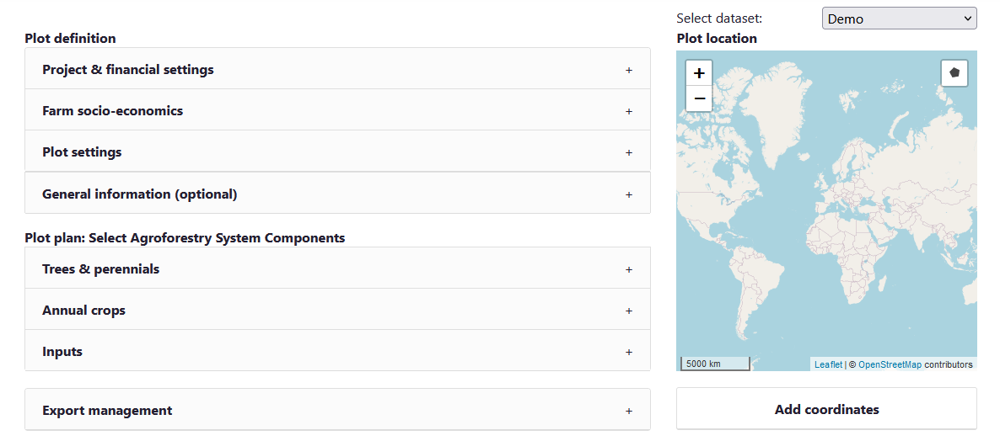 Select dataset:
Demo
Plot definition
Project & financial settings
+
Farm socio-economics
+
Plot settings
+
General information (optional)
+
Plot plan: Select Agroforestry System Components
Trees & perennials
+
Annual crops
+
Inputs
+
Export management
+
Plot location
+
−
5000 km
Leaflet | © OpenStreetMap contributors
Add coordinates